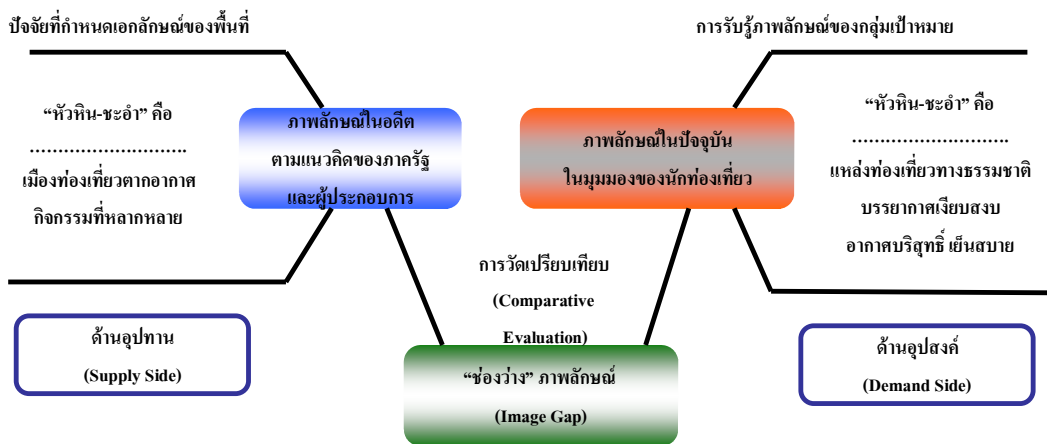 ปัจจัยที่กำหนดเอกลักษณ์ของพื้นที่
การรับรู้ภาพลักษณ์ของกลุ่มเป้าหมาย
“หัวหิน-ชะอำ” คือ
………………………..
เมืองท่องเที่ยวตากอากาศ
กิจกรรมที่หลากหลาย
ภาพลักษณ์ในอดีต
ตามแนวคิดของภาครัฐ
และผู้ประกอบการ
ภาพลักษณ์ในปัจจุบัน
ในมุมมองของนักท่องเที่ยว
“หัวหิน-ชะอำ” คือ
………………………..
แหล่งท่องเที่ยวทางธรรมชาติ
บรรยากาศเงียบสงบ
อากาศบริสุทธิ์ เย็นสบาย
การวัดเปรียบเทียบ
(Comparative
Evaluation)
ด้านอุปทาน
(Supply Side)
“ช่องว่าง” ภาพลักษณ์
(Image Gap)
ด้านอุปสงค์
(Demand Side)